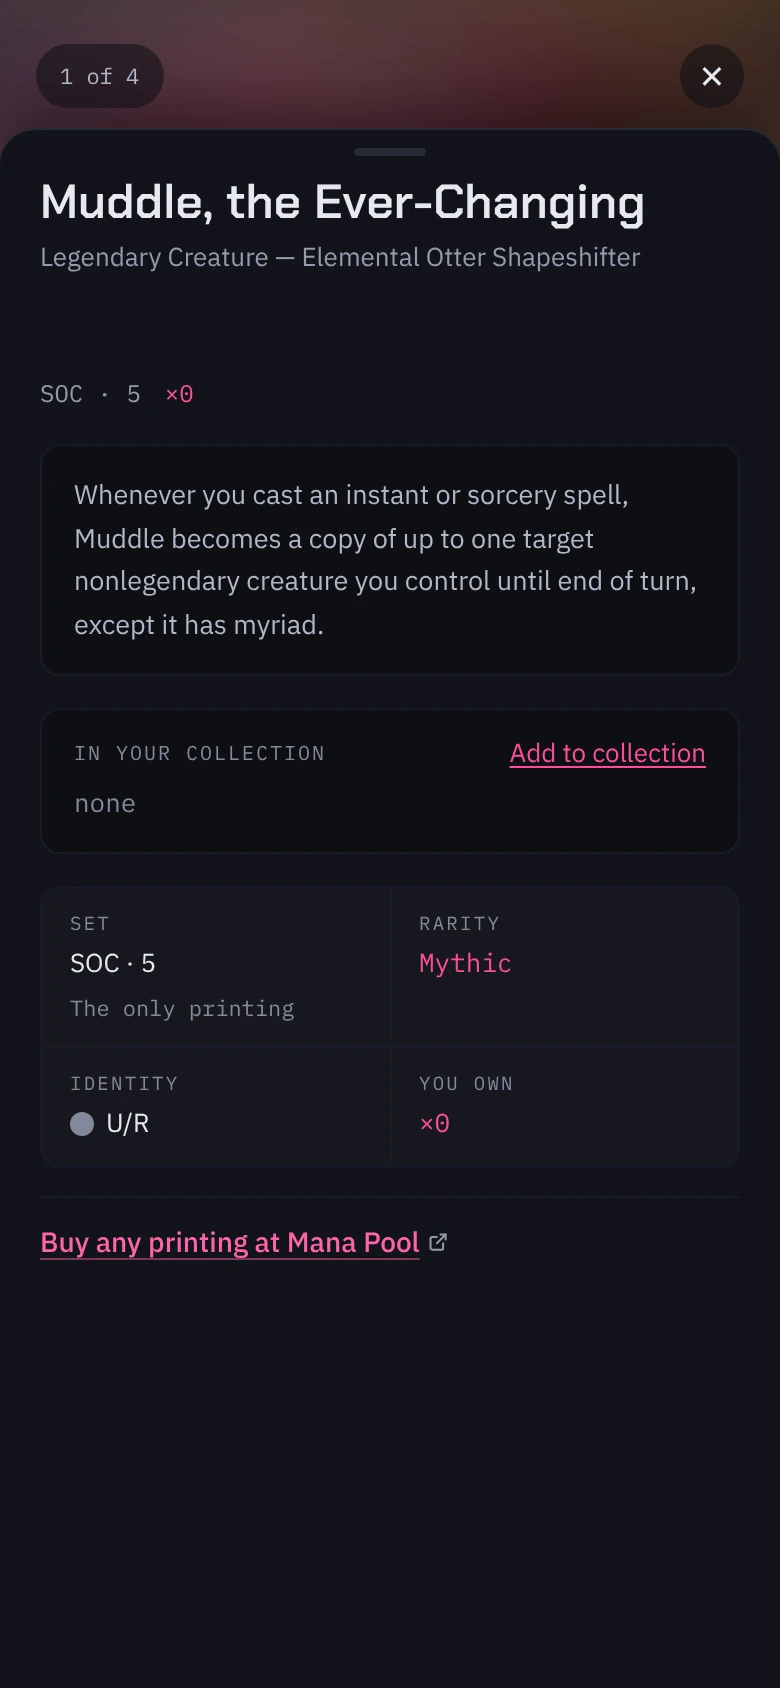 1 of 4
Muddle, the Ever-Changing
Legendary Creature — Elemental Otter Shapeshifter
SOC · 5 ×0
Whenever you cast an instant or sorcery spell,
Muddle becomes a copy of up to one target
nonlegendary creature you control until end of turn,
except it has myriad.
IN YOUR COLLECTION
Add to collection
none
SET
SOC · 5
The only printing
RARITY
Mythic
IDENTITY
U/R
YOU OWN
×0
Buy any printing at Mana Pool